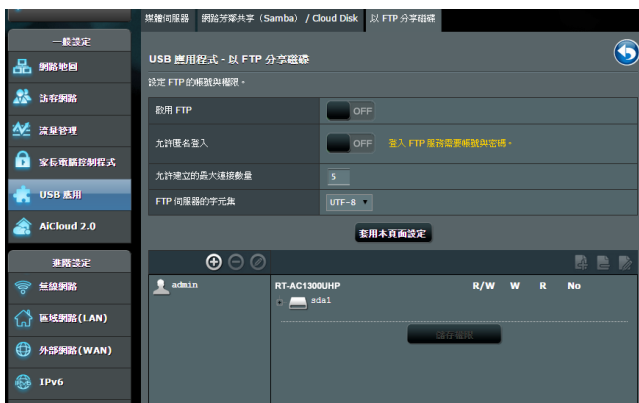 媒體伺服器 網路芳鄰共享（Samba）/ Cloud Disk 以 FTP 分享磁碟
一般設定
網路地圖
訪客網路
流量管理
家長電腦控制程式
USB 應用
AiCloud 2.0
進階設定
無線網路
區域網路(LAN)
外部網路(WAN)
IPv6
USB 應用程式 - 以 FTP 分享磁碟
設定 FTP 的帳號與權限。
啟用 FTP OFF
允許匿名登入 OFF 登入 FTP 服務需要帳號與密碼。
允許建立的最大連接數量 5
FTP 伺服器的字元集 UTF-8
套用本頁面設定
admin
RT-AC1300UHP R/W W R No
sda1
儲存權限